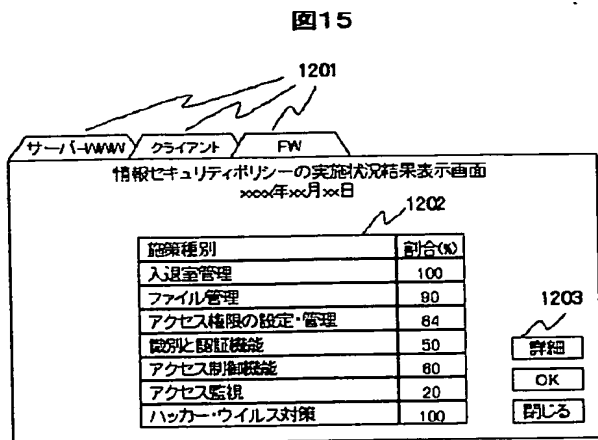 図15
1201
サーバ-WWW クライアント FW
情報セキュリティポリシーの実施状況結果表示画面
xxxx年xx月xx日
1202
施策種別 割合(%)
入退室管理 100
ファイル管理 90
アクセス権限の設定・管理 84
識別と認証機能 50
アクセス制御機能 60
アクセス監視 20
ハッカー・ウイルス対策 100
1203
詳細
OK
閉じる